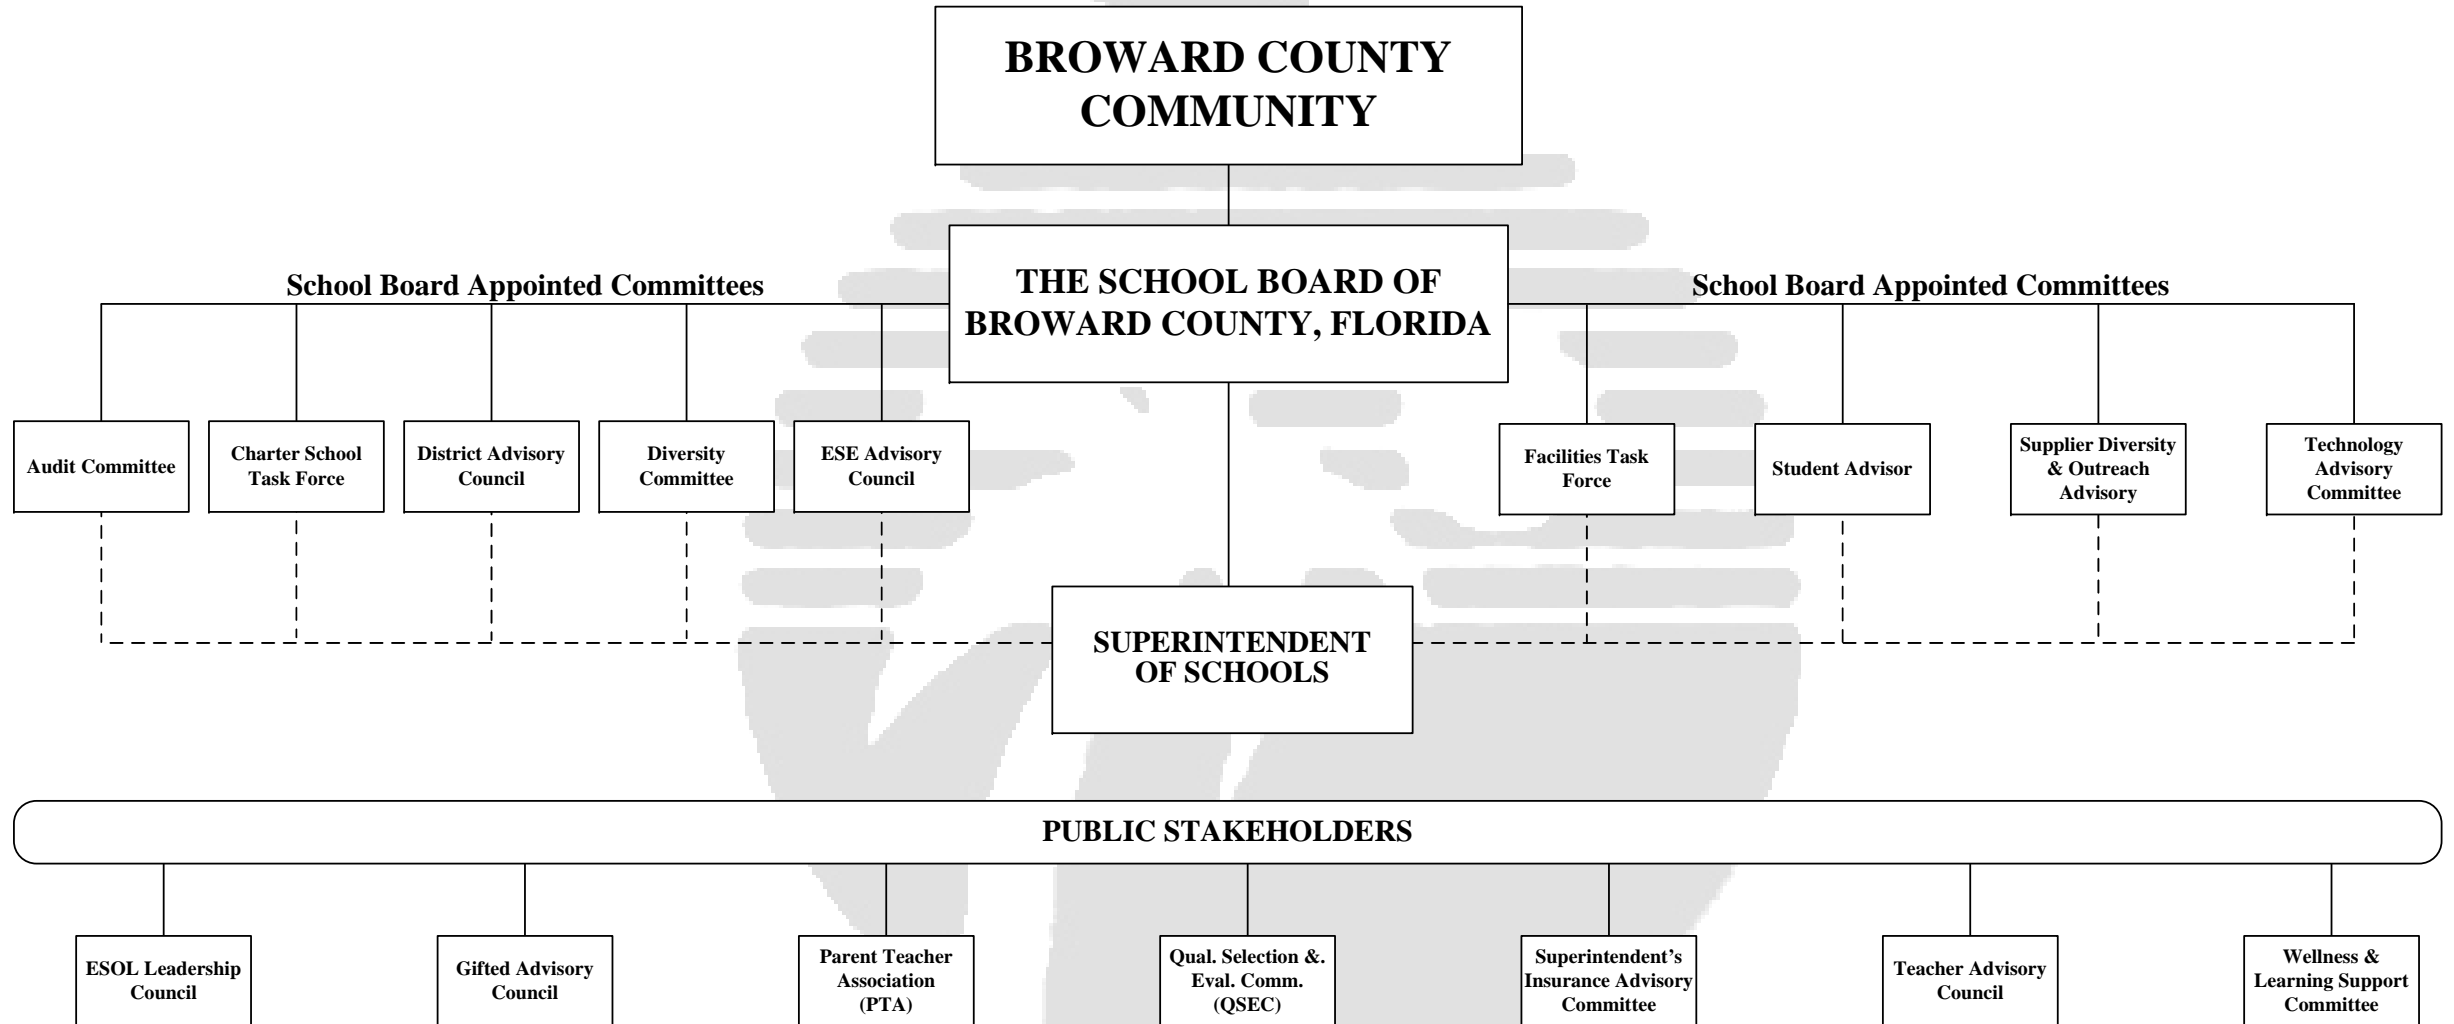 BROWARD COUNTY
COMMUNITY
THE SCHOOL BOARD OF
BROWARD COUNTY, FLORIDA
School Board Appointed Committees
School Board Appointed Committees
Audit Committee
Charter School
Task Force
District Advisory
Council
Diversity
Committee
ESE Advisory
Council
Facilities Task
Force
Student Advisor
Supplier Diversity
& Outreach
Advisory
Technology
Advisory
Committee
SUPERINTENDENT
OF SCHOOLS
PUBLIC STAKEHOLDERS
ESOL Leadership
Council
Gifted Advisory
Council
Parent Teacher
Association
(PTA)
Qual. Selection &.
Eval. Comm.
(QSEC)
Superintendent’s
Insurance Advisory
Committee
Teacher Advisory
Council
Wellness &
Learning Support
Committee